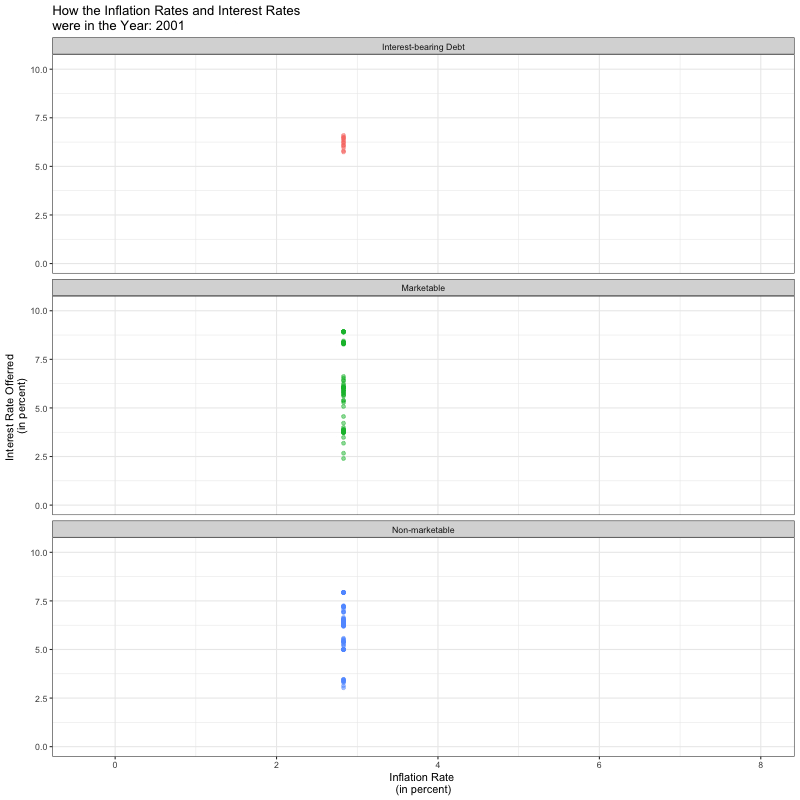 How the Inflation Rates and Interest Rates
were in the Year: 2001
Interest-bearing Debt
10.0
7.5
5.0
2.5
0.0
Marketable
10.0
7.5
5.0
2.5
0.0
Non-marketable
10.0
7.5
5.0
2.5
0.0
Interest Rate Offerred
(in percent)
0 2 4 6 8
Inflation Rate
(in percent)